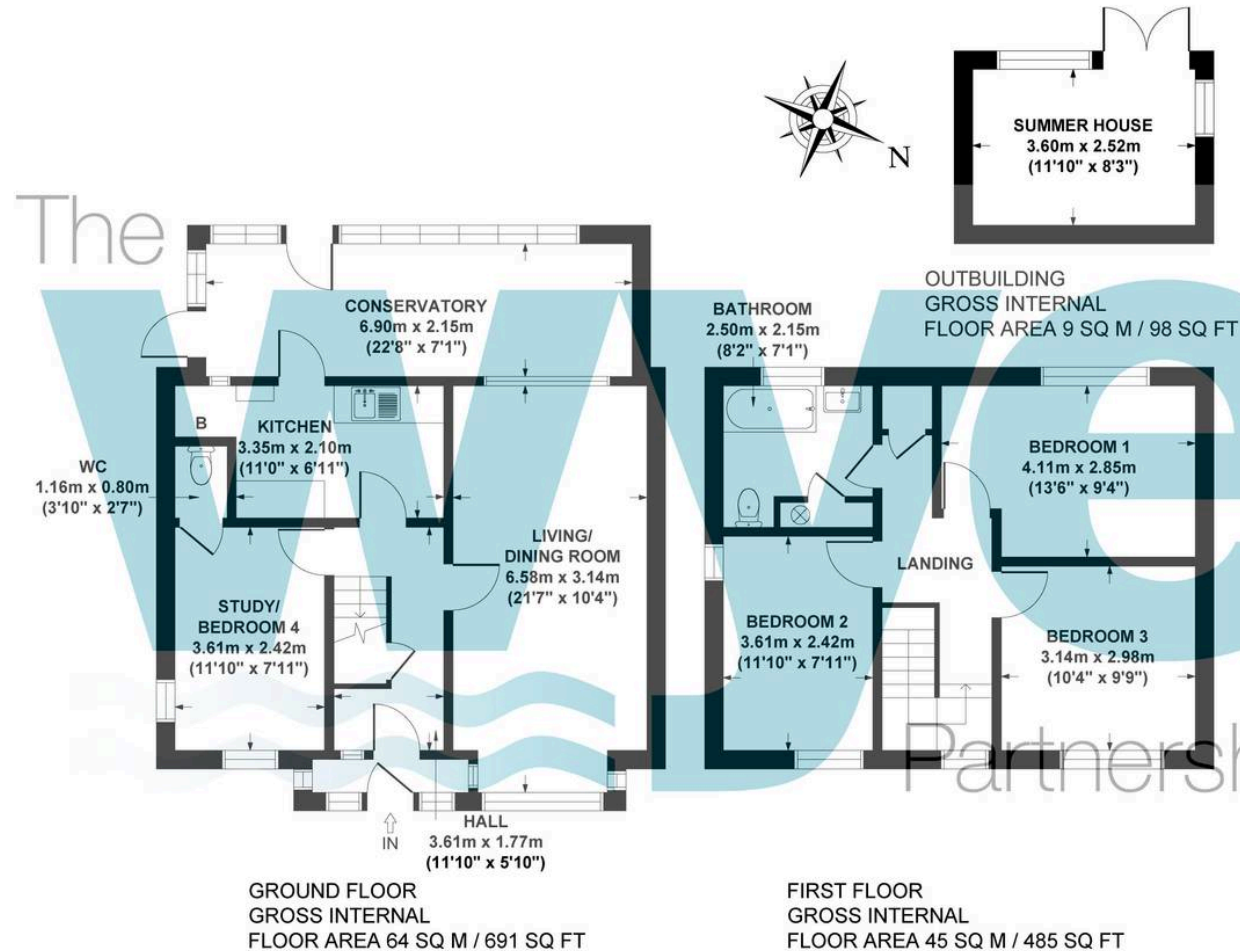 The
wye
Partnersh
N
SUMMER HOUSE
3.60m x 2.52m
(11'10" x 8'3")
OUTBUILDING
GROSS INTERNAL
FLOOR AREA 9 SQ M / 98 SQ FT
CONSERVATORY
6.90m x 2.15m
(22'8" x 7'1")
B
KITCHEN
3.35m x 2.10m
(11'0" x 6'11")
WC
1.16m x 0.80m
(3'10" x 2'7")
LIVING/
DINING ROOM
6.58m x 3.14m
(21'7" x 10'4")
STUDY/
BEDROOM 4
3.61m x 2.42m
(11'10" x 7'11")
IN
HALL
3.61m x 1.77m
(11'10" x 5'10")
GROUND FLOOR
GROSS INTERNAL
FLOOR AREA 64 SQ M / 691 SQ FT
BATHROOM
2.50m x 2.15m
(8'2" x 7'1")
BEDROOM 1
4.11m x 2.85m
(13'6" x 9'4")
LANDING
BEDROOM 2
3.61m x 2.42m
(11'10" x 7'11")
BEDROOM 3
3.14m x 2.98m
(10'4" x 9'9")
FIRST FLOOR
GROSS INTERNAL
FLOOR AREA 45 SQ M / 485 SQ FT